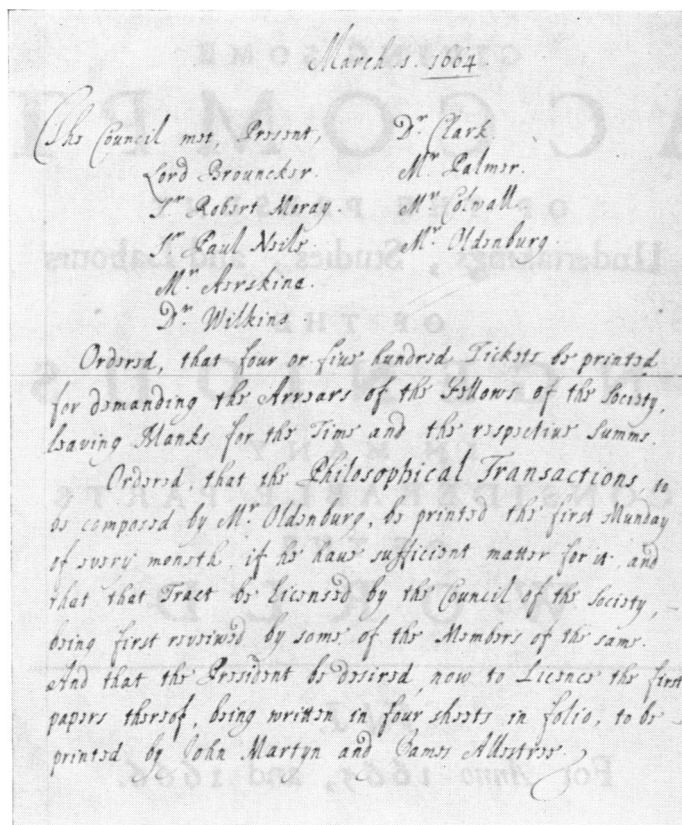 March 1. 1664
The Council met, Present,
Lord Brouncker.
Sr Robert Moray.
Sr Paul Neile
Mr Aerskine.
Dr Wilkins
Dr Clark.
Mr Palmer.
Mr Colwall
Mr Oldenburg.
Ordered, that four or five hundred Tickets be printed
for demanding the Arrears of the Fellows of the Society,
leaving Blanks for the Time and the respective Summe.
Ordered, that the Philosophical Transactions, to
be composed by Mr Oldenburg, be printed the first Munday
of every moneth, if he have sufficient matter for it, and
that that Tract be licensed by the Council of the Society, –
being first reveiwed by some of the Members of the same.
And that the President be desired, now to Licence the first
papers thereof, being written in four sheets in folio, to be
printed by John Martyn and James Allestree